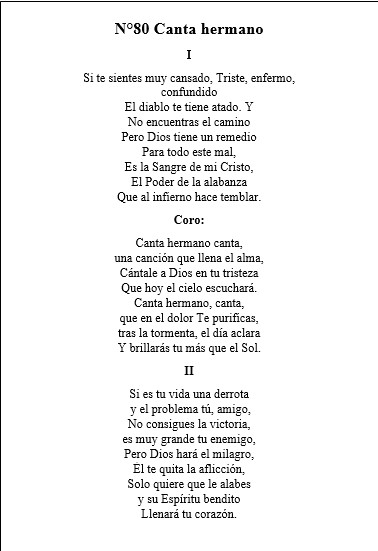 N°80 Canta hermano
I
Si te sientes muy cansado, Triste, enfermo,
confundido
El diablo te tiene atado. Y
No encuentras el camino
Pero Dios tiene un remedio
Para todo este mal,
Es la Sangre de mi Cristo,
El Poder de la alabanza
Que al infierno hace temblar.
Coro:
Canta hermano canta,
una canción que llena el alma,
Cántale a Dios en tu tristeza
Que hoy el cielo escuchará.
Canta hermano, canta,
que en el dolor Te purificas,
tras la tormenta, el día aclara
Y brillarás tu más que el Sol.
II
Si es tu vida una derrota
y el problema tú, amigo,
No consigues la victoria,
es muy grande tu enemigo,
Pero Dios hará el milagro,
Él te quita la aflicción,
Solo quiere que le alabes
y su Espíritu bendito
Llenará tu corazón.